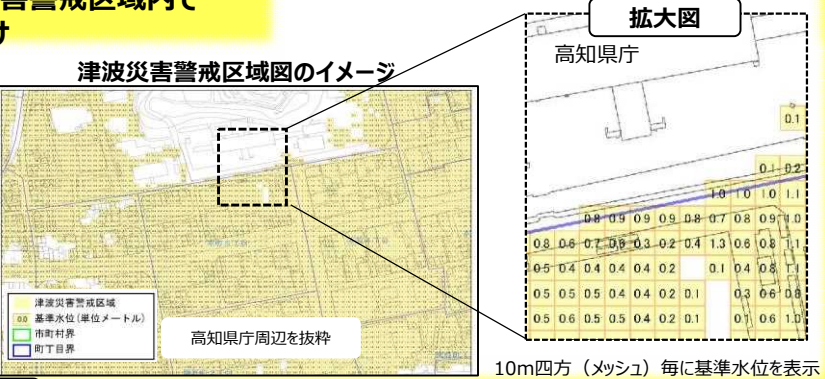 害警戒区域内で
け
津波災害警戒区域図のイメージ
拡大図
高知県庁
0.1
0.1 0.2
1.0 1.0 1.0 1.1
0.8 0.9 0.9 0.9 0.8 0.7 0.8 0.9 1.0
0.8 0.6 0.7 0.6 0.3 0.2 0.4 1.3 0.6 0.8 1.1
0.5 0.4 0.4 0.4 0.4 0.2 0.1 0.4 0.8 1.1
0.5 0.5 0.5 0.4 0.4 0.2 0.1 0.3 0.6 0.8
0.5 0.6 0.5 0.5 0.4 0.2 0.1 0.1 0.6 1.0
津波災害警戒区域
0.0 基準水位(単位メートル)
市町村界
町丁目界
高知県庁周辺を抜粋
10m四方（メッシュ）毎に基準水位を表示